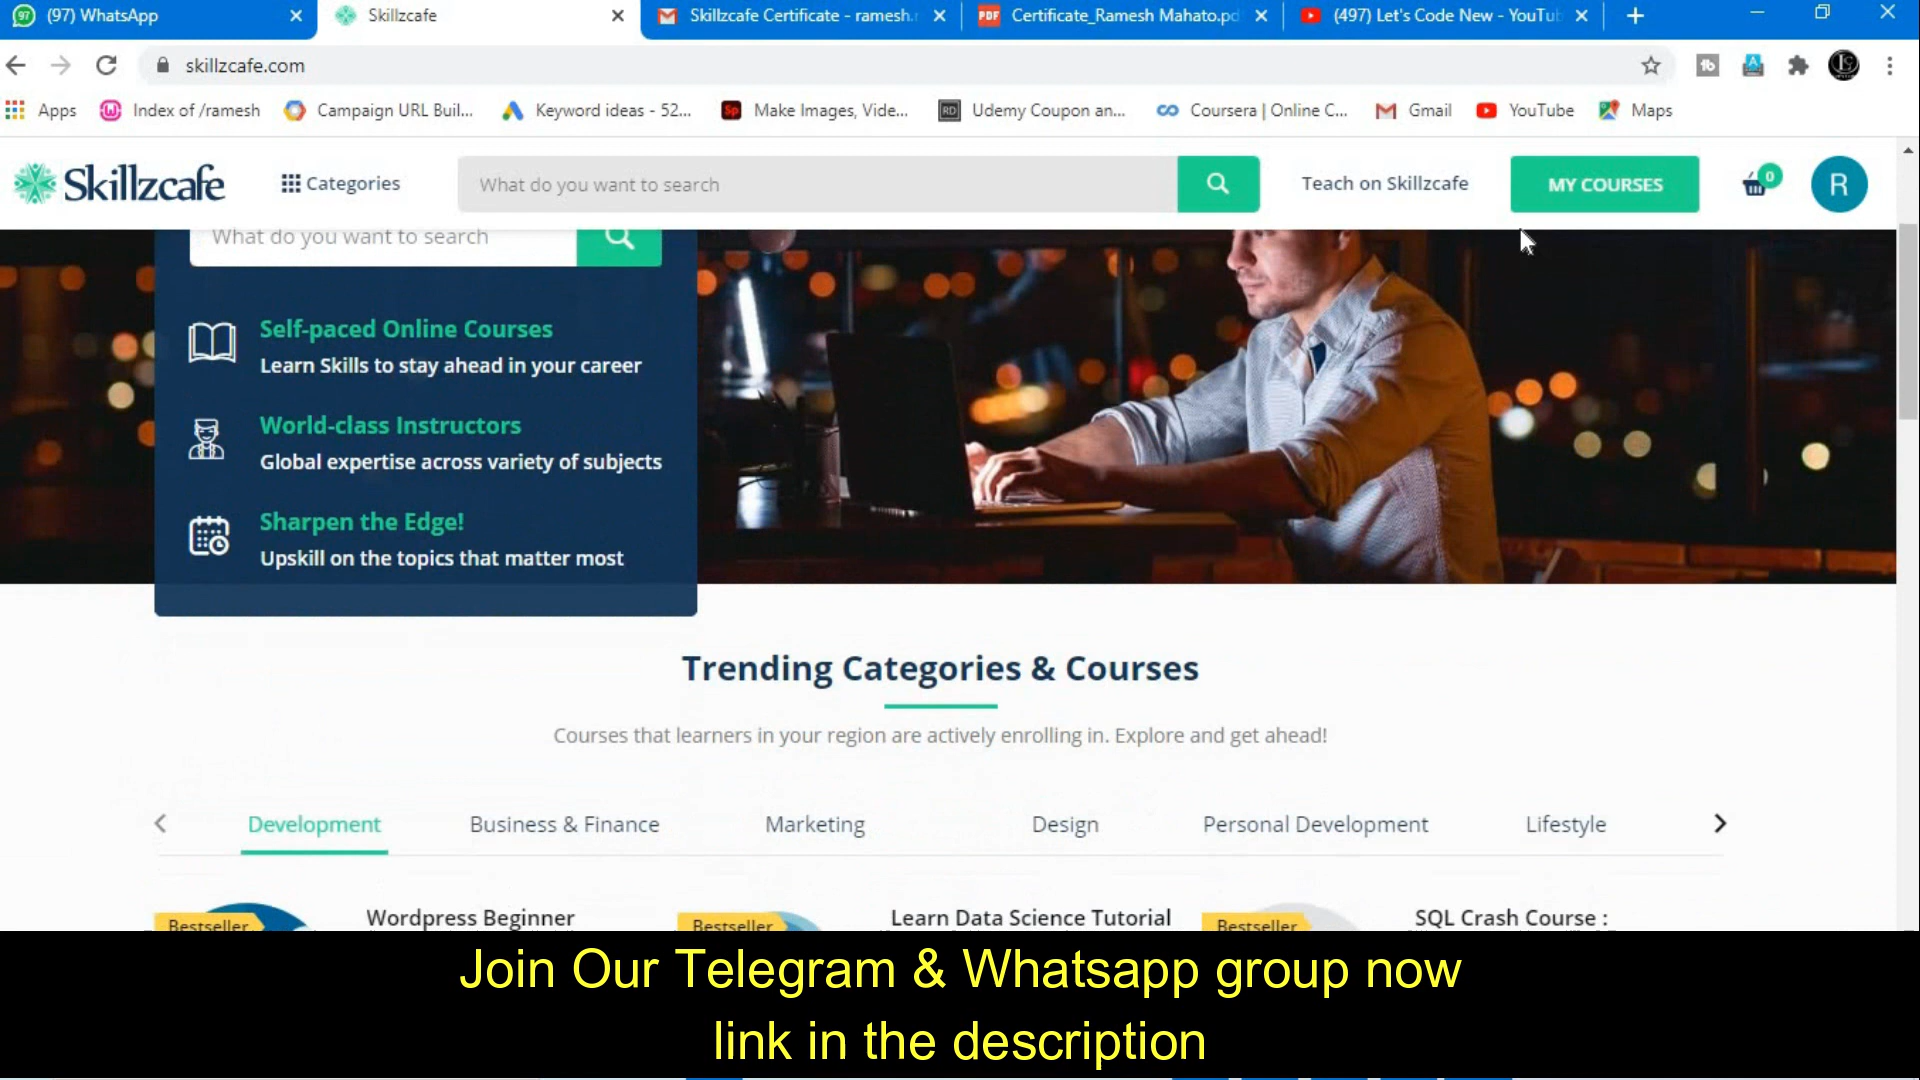 (97) WhatsApp
Skillzcafe
Skillzcafe Certificate - ramesh.r
PDF
Certificate_Ramesh Mahato.pd
(497) Let's Code New - YouTu
skillzcafe.com
Apps
Index of /ramesh
Campaign URL Buil...
Keyword ideas - 52...
Make Images, Vide...
Udemy Coupon an...
Coursera | Online C...
Gmail
YouTube
Maps
Skillzcafe
Categories
What do you want to search
Teach on Skillzcafe
MY COURSES
0
R
What do you want to search
Self-paced Online Courses
Learn Skills to stay ahead in your career
World-class Instructors
Global expertise across variety of subjects
Sharpen the Edge!
Upskill on the topics that matter most
Trending Categories & Courses
Courses that learners in your region are actively enrolling in. Explore and get ahead!
Development
Business & Finance
Marketing
Design
Personal Development
Lifestyle
Bestseller
Wordpress Beginner
Bestseller
Learn Data Science Tutorial
Bestseller
SQL Crash Course :
Join Our Telegram & Whatsapp group now
link in the description